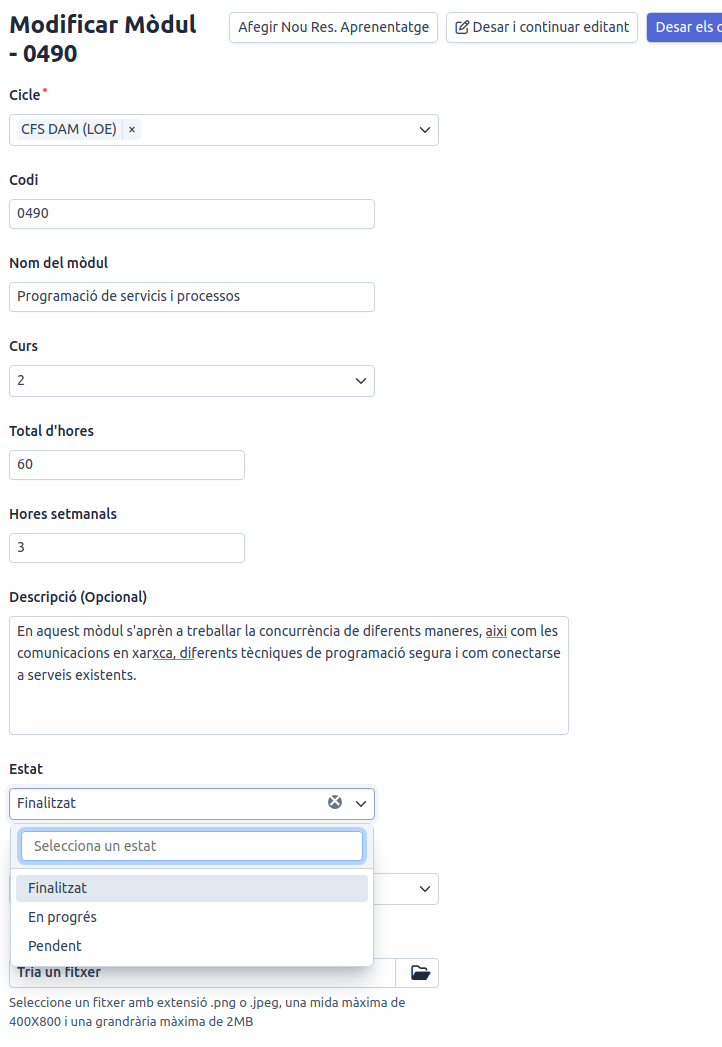 Modificar Mòdul
- 0490
Afegir Nou Res. Aprenentatge
Desar i continuar editant
Desar els
Cicle*
CFS DAM (LOE) ×
Codi
0490
Nom del mòdul
Programació de servicis i processos
Curs
2
Total d'hores
60
Hores setmanals
3
Descripció (Opcional)
En aquest mòdul s'aprèn a treballar la concurrència de diferents maneres, aixi com les
comunicacions en xarxca, diferents tècniques de programació segura i com conectarse
a serveis existents.
Estat
Finalitzat
Selecciona un estat
Finalitzat
En progrés
Pendent
Tria un fitxer
Seleccione un fitxer amb extensió .png o .jpeg, una mida màxima de
400X800 i una grandrària màxima de 2MB